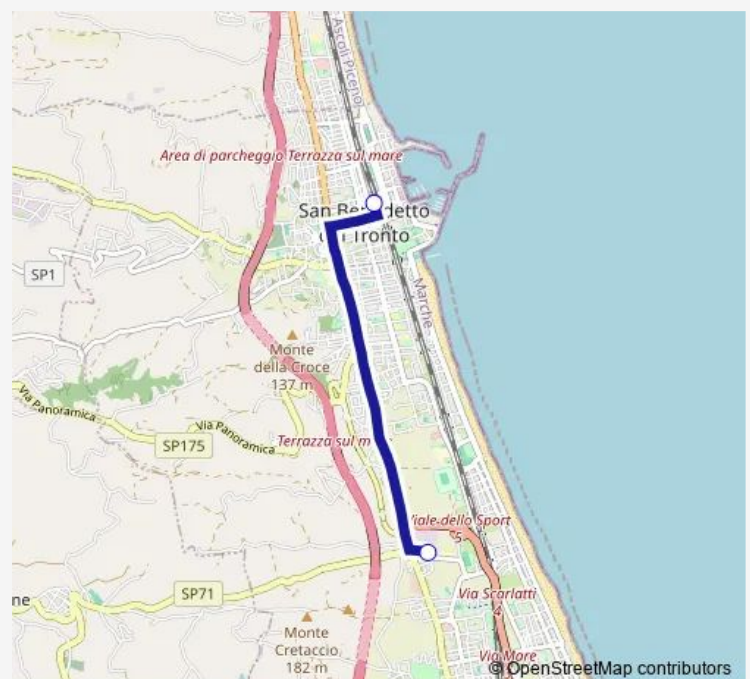 Ascoli Piceno
Area di parcheggio Terrazza sul mare
San Benedetto
Tronto
SP1
Marche
Monte
della Croce
137 m
Via Panoramica
Via Panoramica
SP175
Terrazza sul m
Viale dello Sport
5
SP71
Via Scarlatti
4
ne
Monte
Cretaccio
182 m
Via Mare
© OpenStreetMap contributors